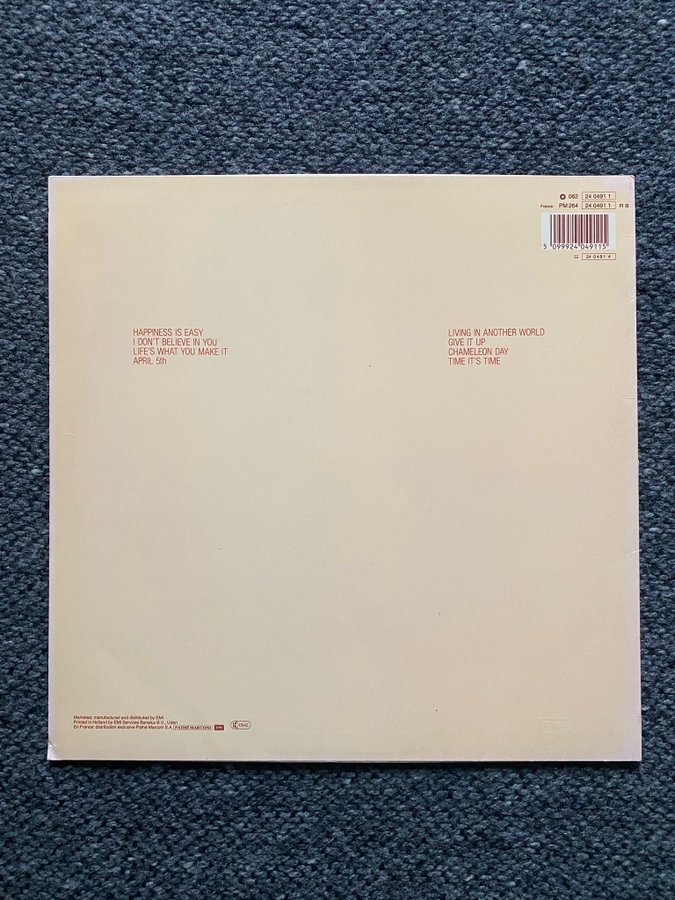 062 24 0491 1
France: PM 264 24 0491 1
5 099924 049115
24 0491 4
HAPPINESS IS EASY
I DON'T BELIEVE IN YOU
LIFE'S WHAT YOU MAKE IT
APRIL 5th
LIVING IN ANOTHER WORLD
GIVE IT UP
CHAMELEON DAY
TIME IT'S TIME
Marketed, manufactured and distributed by EMI
Printed in Holland by EMI Services Benelux B.V., Uden
En France: distribution exclusive Pathé Marconi S.A. PATHÉ MARCONI EMI